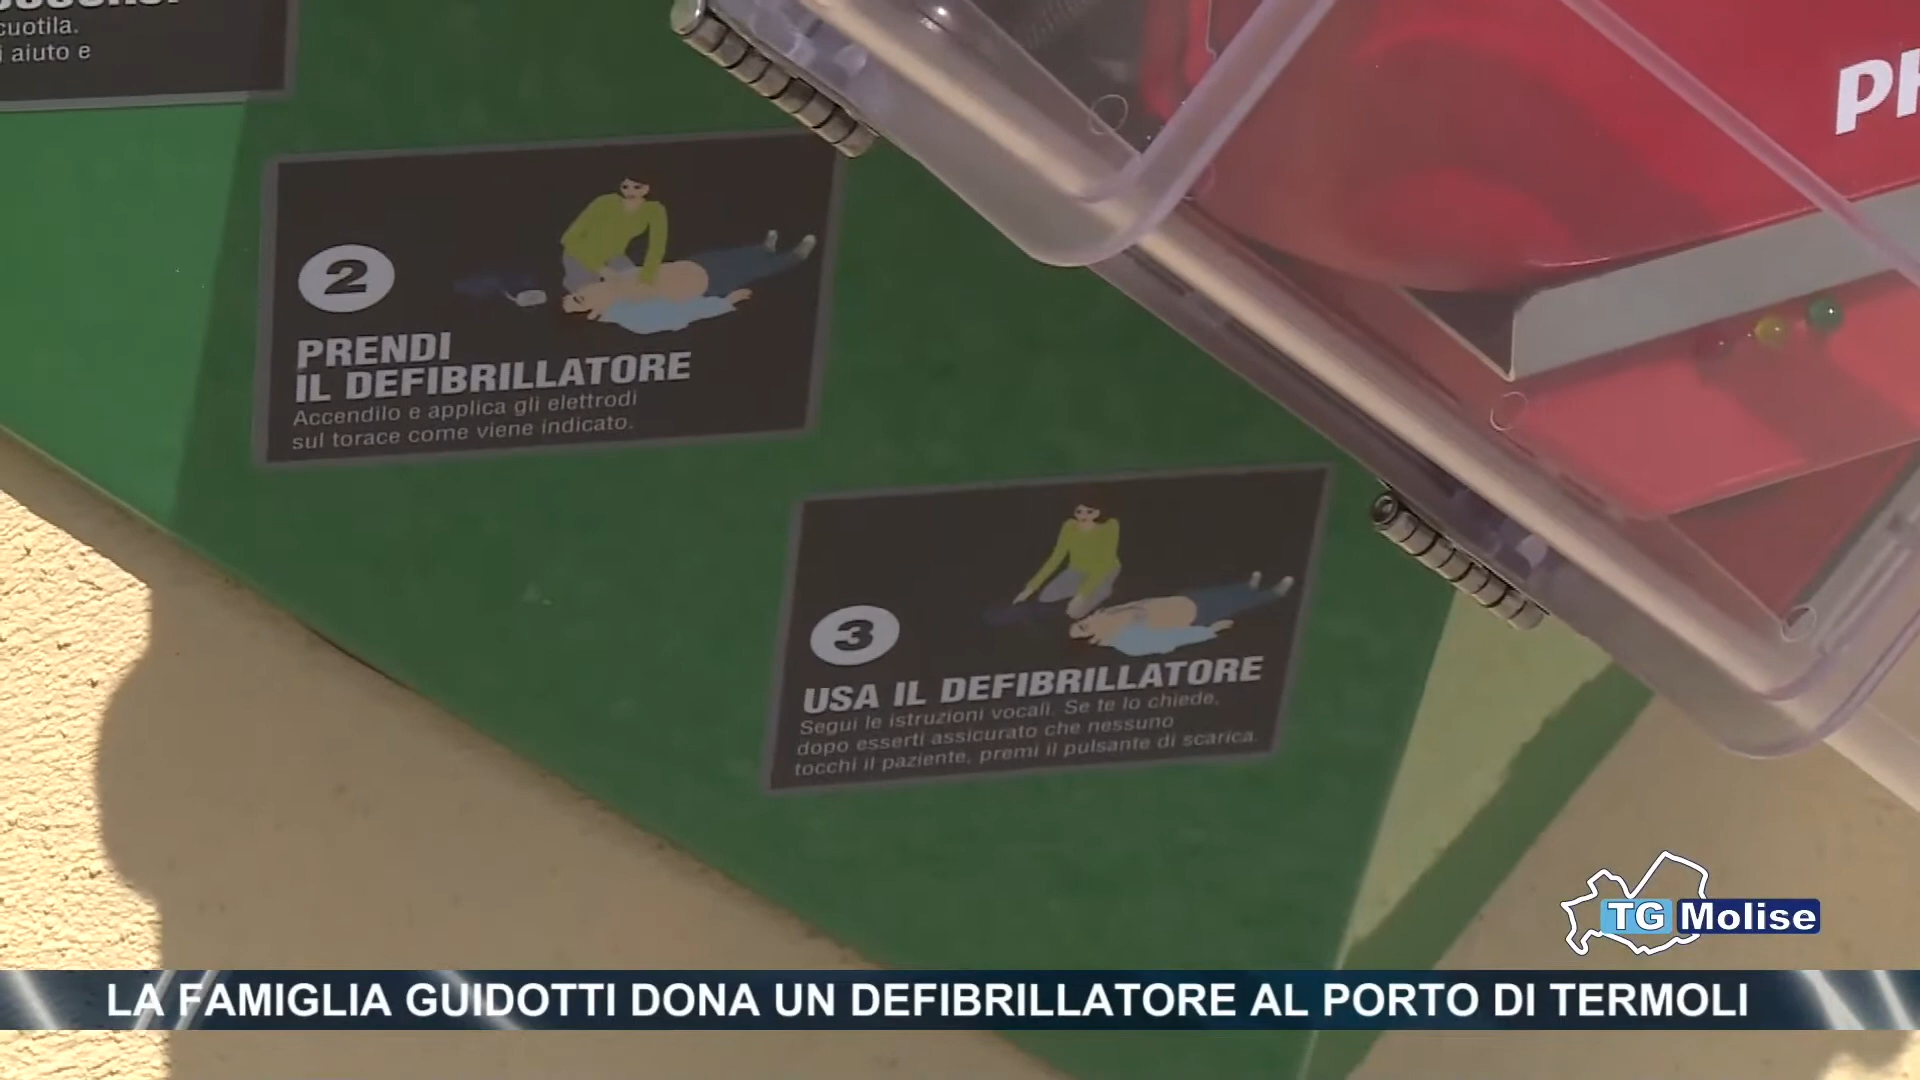 cuotila.
i aiuto e
PH
2
PRENDI
IL DEFIBRILLATORE
Accendilo e applica gli elettrodi
sul torace come viene indicato.
3
USA IL DEFIBRILLATORE
Segui le istruzioni vocali. Se te lo chiede,
dopo esserti assicurato che nessuno
tocchi il paziente, premi il pulsante di scarica.
TG Molise
LA FAMIGLIA GUIDOTTI DONA UN DEFIBRILLATORE AL PORTO DI TERMOLI